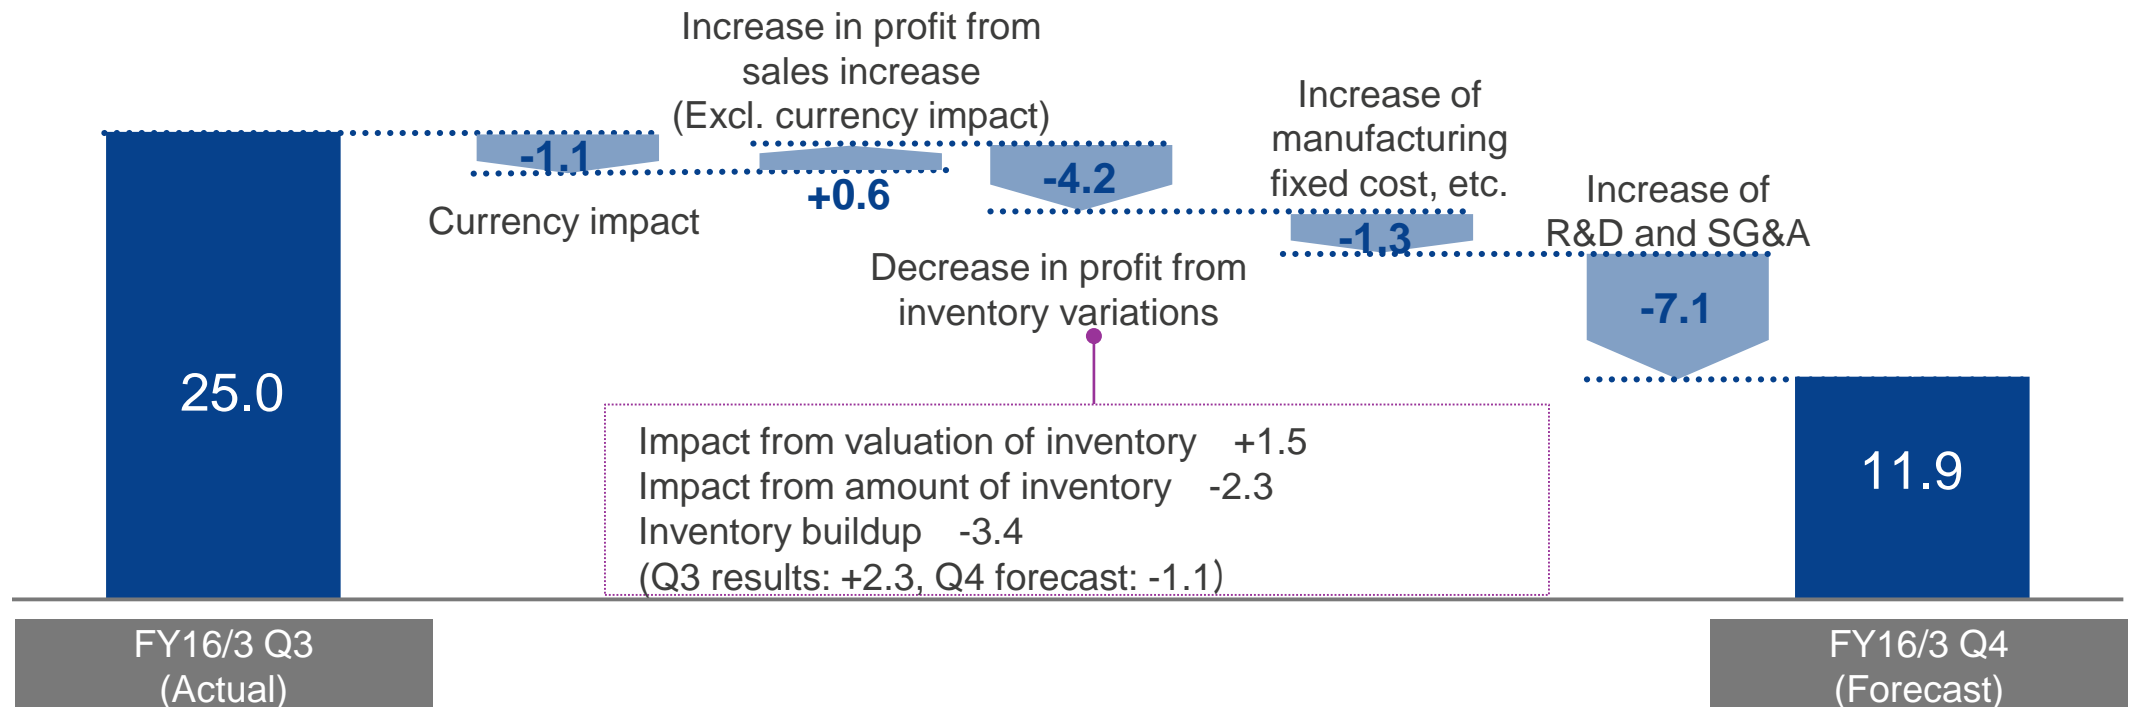 Increase in profit from
sales increase
(Excl. currency impact)
-1.1
Currency impact
+0.6
-4.2
Decrease in profit from
inventory variations
Increase of
manufacturing
fixed cost, etc.
-1.3
Increase of
R&D and SG&A
-7.1
25.0
11.9
Impact from valuation of inventory +1.5
Impact from amount of inventory -2.3
Inventory buildup -3.4
(Q3 results: +2.3, Q4 forecast: -1.1)
FY16/3 Q3
(Actual)
FY16/3 Q4
(Forecast)